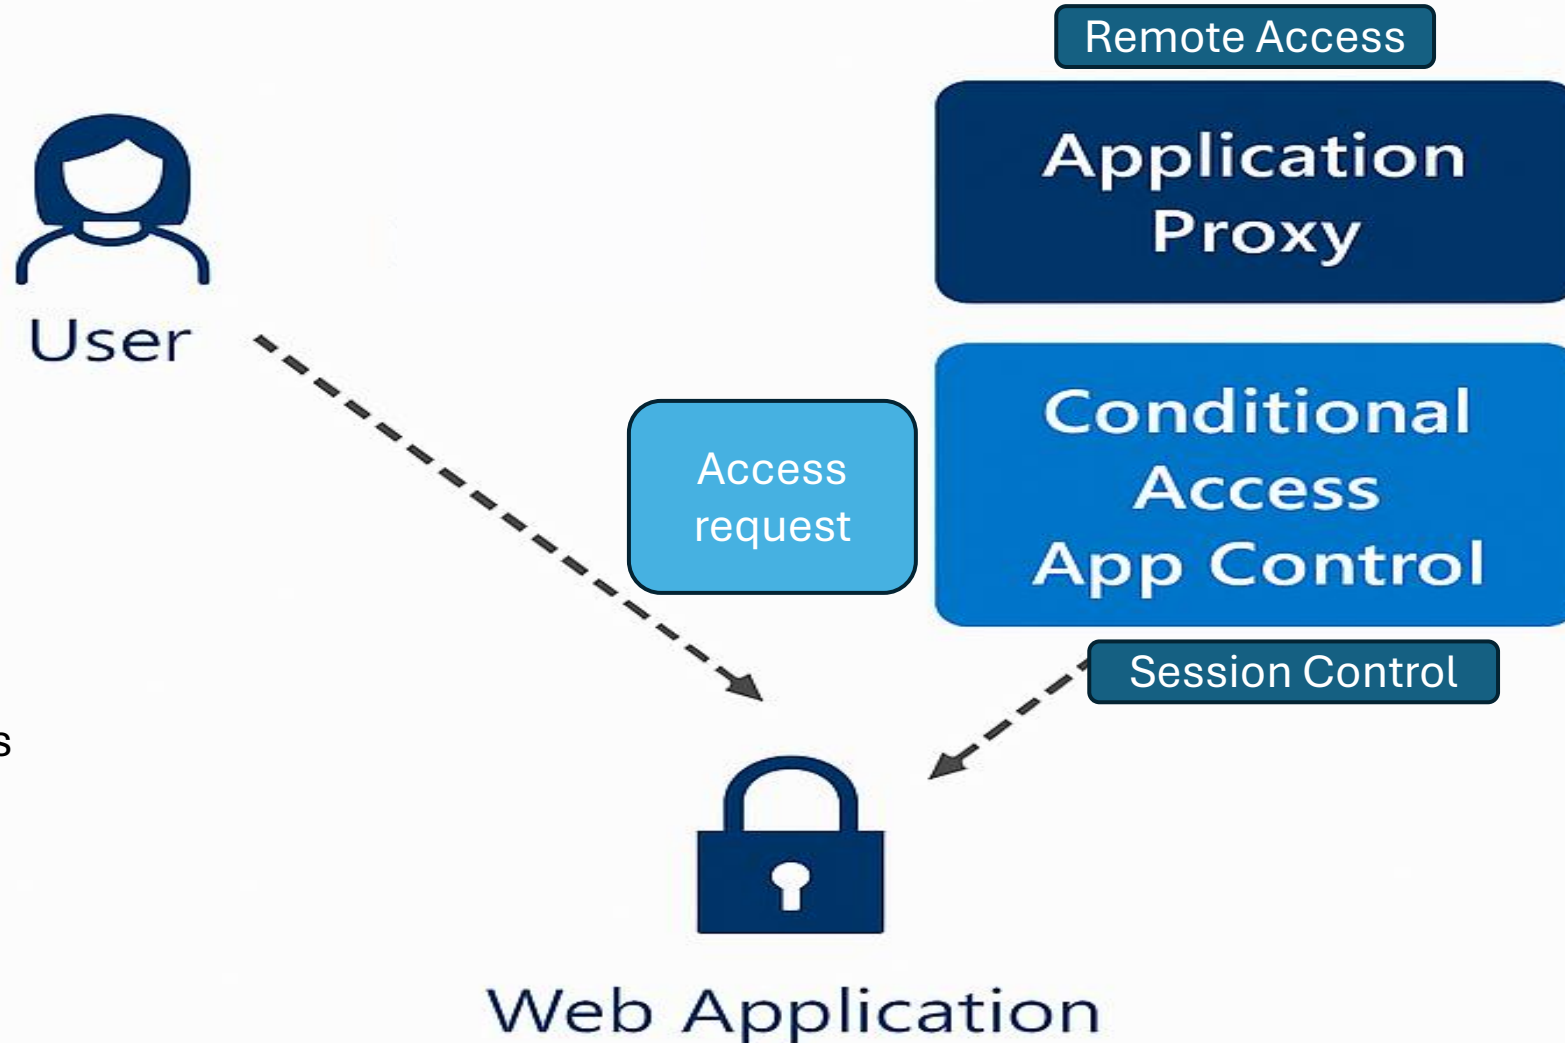 Remote Access
Application
Proxy
User
Conditional
Access
App Control
Access
request
Session Control
s
Web Application